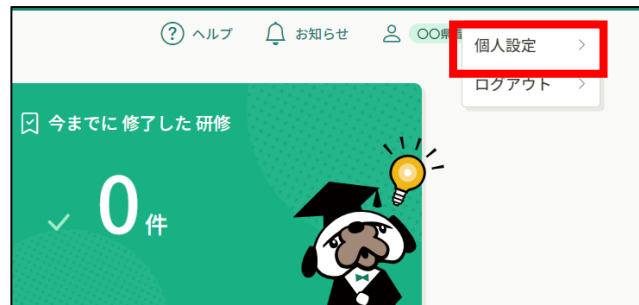 ヘルプ
お知らせ
〇〇県
個人設定
ログアウト
今までに 修了した 研修
0件